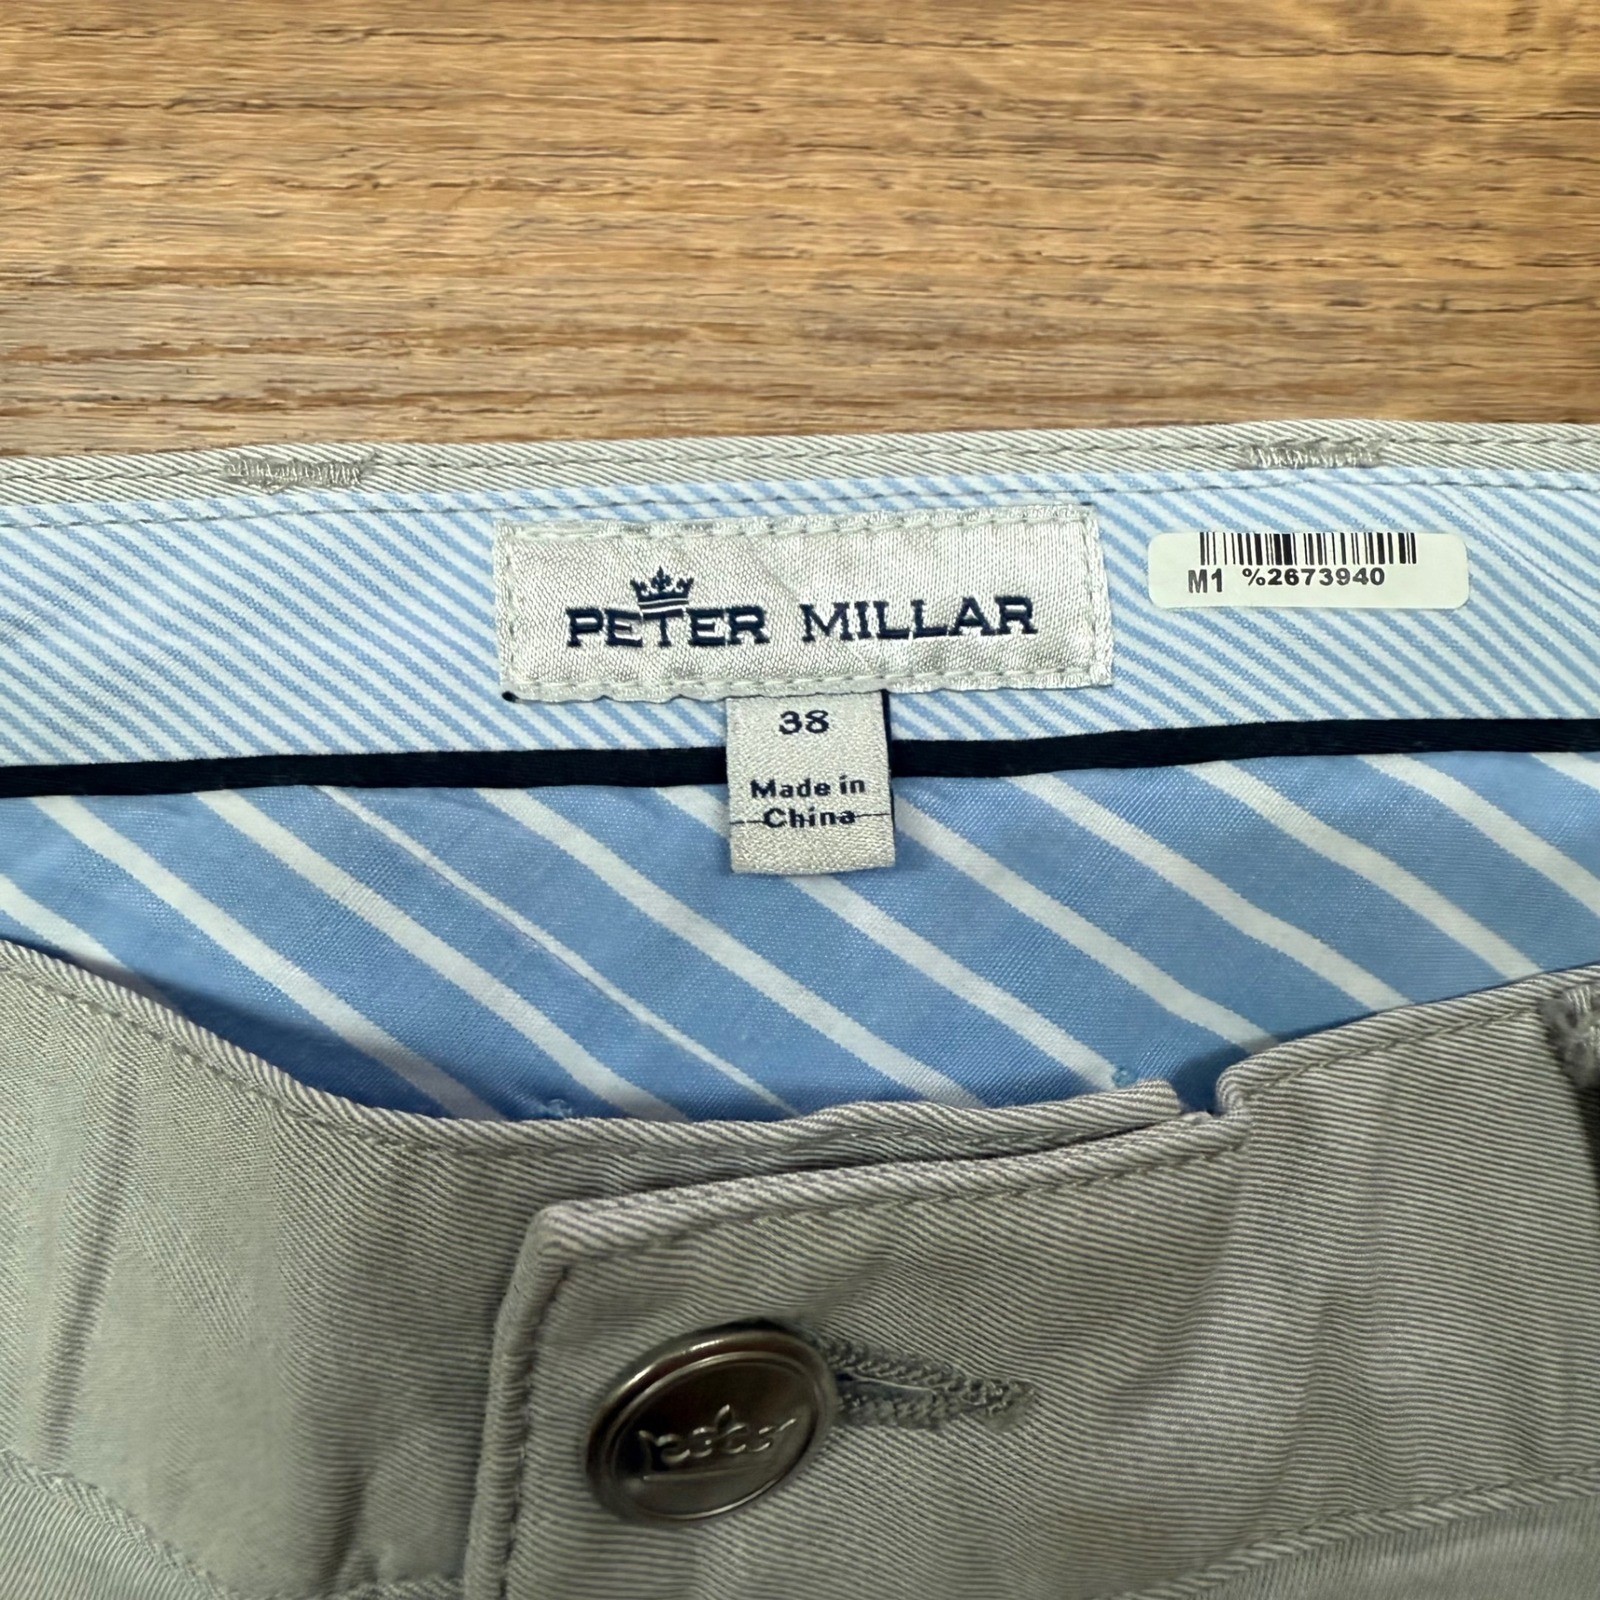 PETER MILLAR
38
Made in
China
M1 %2673940